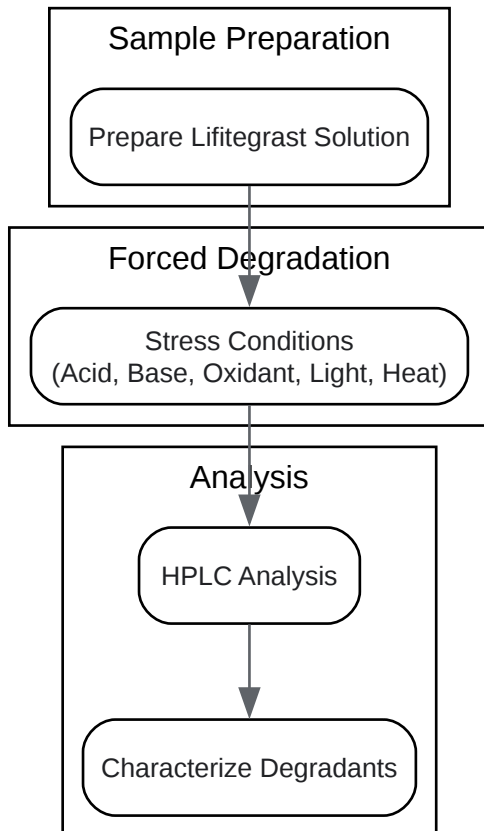 Sample Preparation
Prepare Lifitegrast Solution
Forced Degradation
Stress Conditions
(Acid, Base, Oxidant, Light, Heat)
Analysis
HPLC Analysis
Characterize Degradants